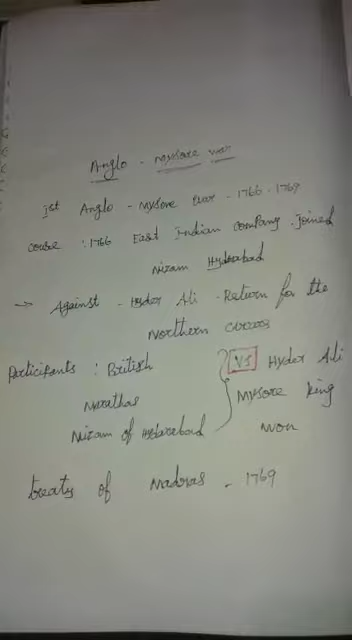 Anglo - Mysore war
1st Anglo - Mysore war - 1766 - 1769
cause : 1766 East Indian company joined
Nizam Hyderabad
→ Against - Hyder Ali - Return for the
Northern circars
Participants : British
Marathas
Nizam of Hyderabad
VS Hyder Ali
Mysore king
won
treaty of Madras - 1769